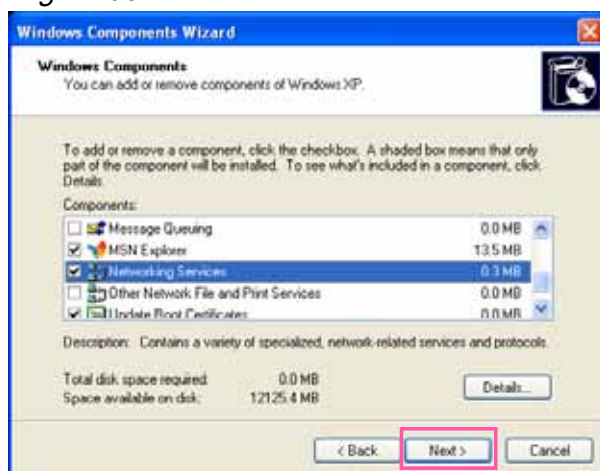 Windows Components Wizard
Windows Components
You can add or remove components of Windows XP.
To add or remove a component, click the checkbox. A shaded box means that only
part of the component will be installed. To see what's included in a component, click
Details.
Components:
Message Queuing 0.0 MB
MSN Explorer 13.5 MB
Networking Services 0.3 MB
Other Network File and Print Services 0.0 MB
Update Root Certificates 0.0 MB
Description: Contains a variety of specialized, network-related services and protocols.
Total disk space required: 0.0 MB
Space available on disk: 12125.4 MB
Details...
< Back Next > Cancel